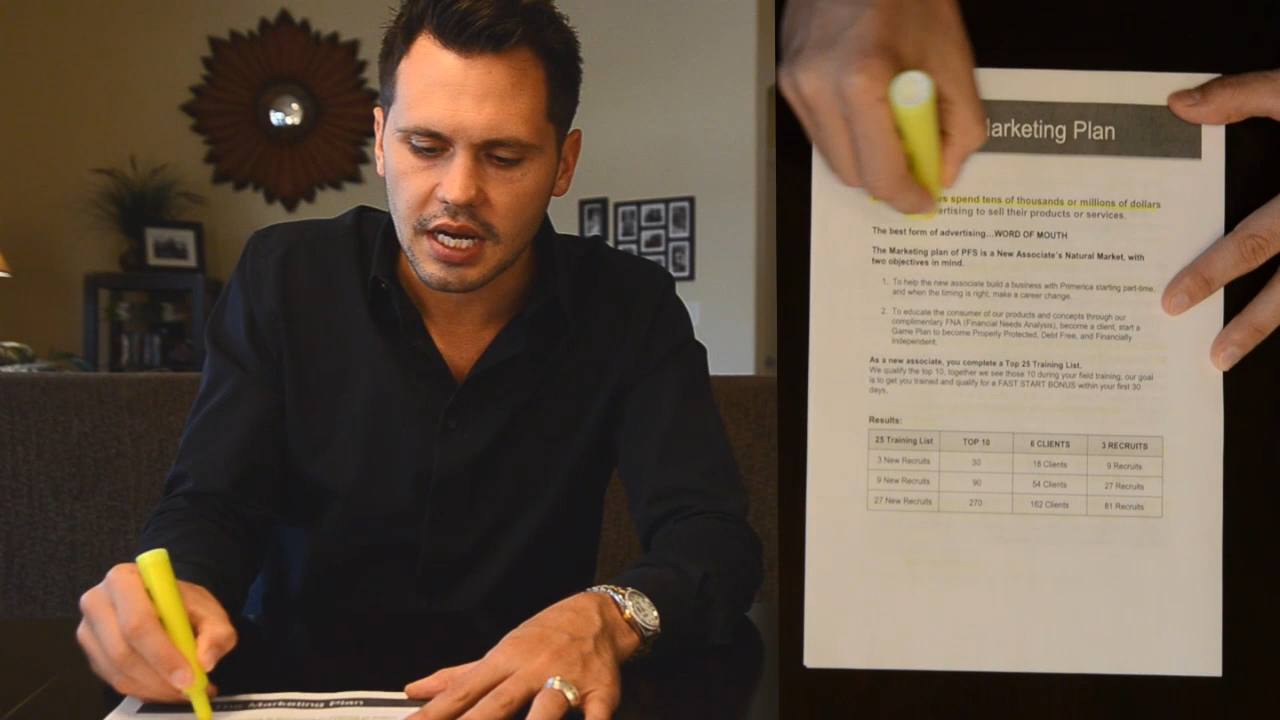 Marketing Plan
spend tens of thousands or millions of dollars
to sell their products or services.
The best form of advertising...WORD OF MOUTH
The Marketing plan of PFS is a New Associate's Natural Market, with
two objectives in mind.
1. To help the new associate build a business with Primerica starting part-time,
and when the timing is right, make a career change.
2. To educate the consumer of our products and concepts through our
complimentary FNA (Financial Needs Analysis), become a client, start a
Game Plan to become Properly Protected, Debt Free, and Financially
Independent.
As a new associate, you complete a Top 25 Training List.
We qualify the top 10, together we see those 10 during your field training, our goal
is to get you trained and qualify for a FAST START BONUS within your first 30
days.
Results:
25 Training List TOP 10 6 CLIENTS 3 RECRUITS
3 New Recruits 30 18 Clients 9 Recruits
9 New Recruits 90 54 Clients 27 Recruits
27 New Recruits 270 162 Clients 81 Recruits
The Marketing Plan